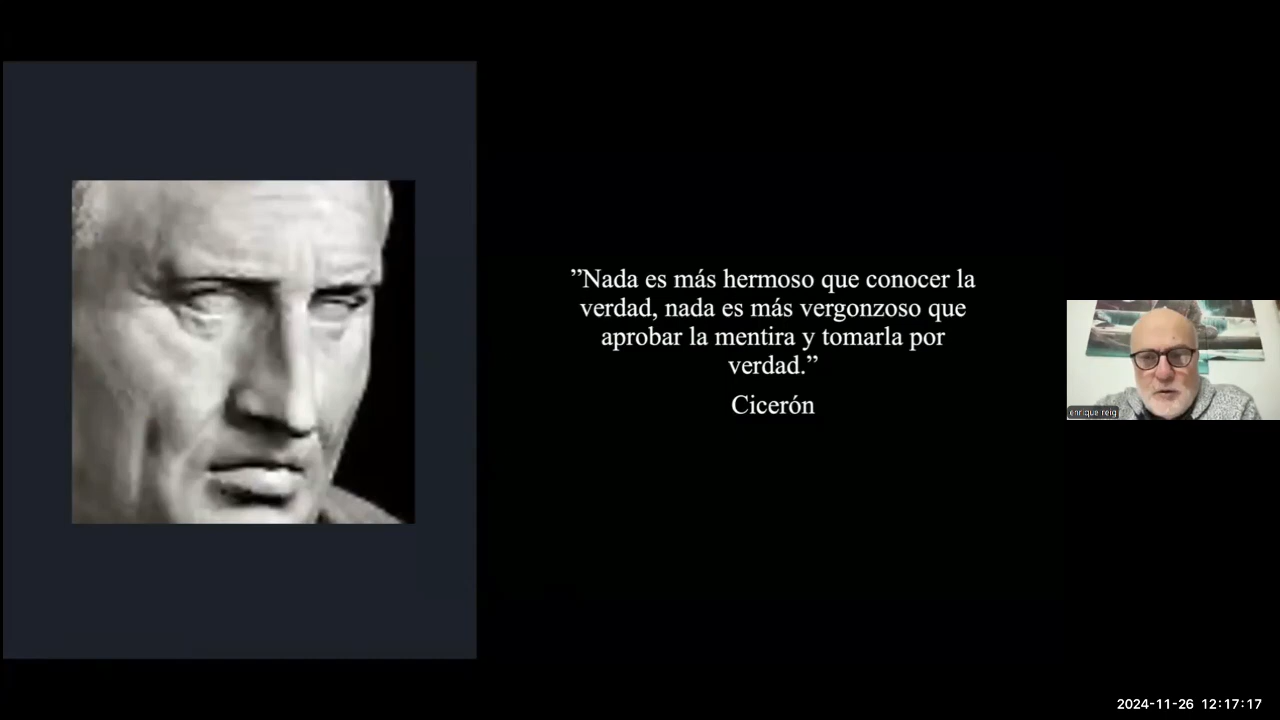 ”Nada es más hermoso que conocer la
verdad, nada es más vergonzoso que
aprobar la mentira y tomarla por
verdad.”
Cicerón
enrique reig
2024-11-26 12:17:17